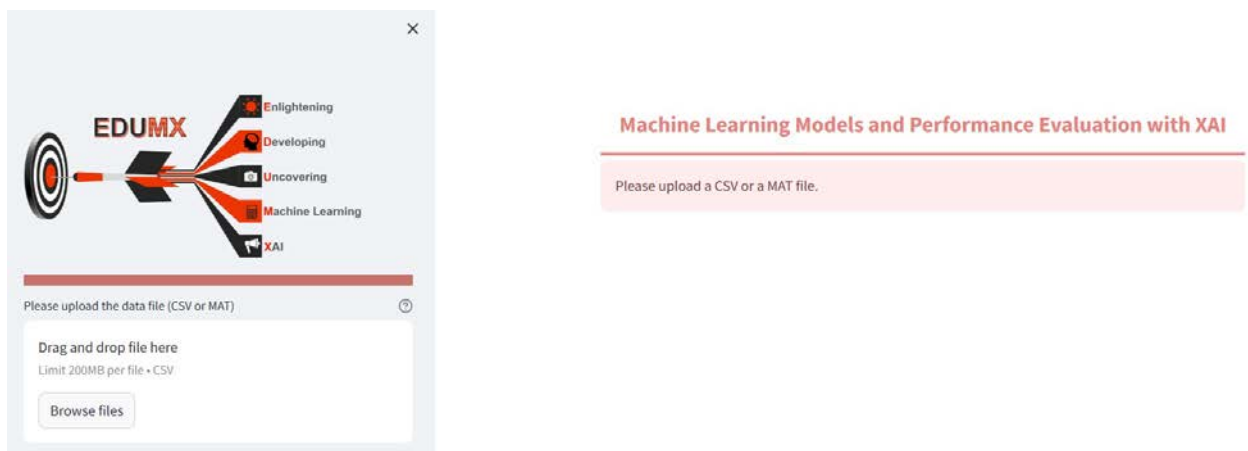 EDUMX
Enlightening
Developing
Uncovering
Machine Learning
XAI
Please upload the data file (CSV or MAT)
Drag and drop file here
Limit 200MB per file • CSV
Browse files
Machine Learning Models and Performance Evaluation with XAI
Please upload a CSV or a MAT file.